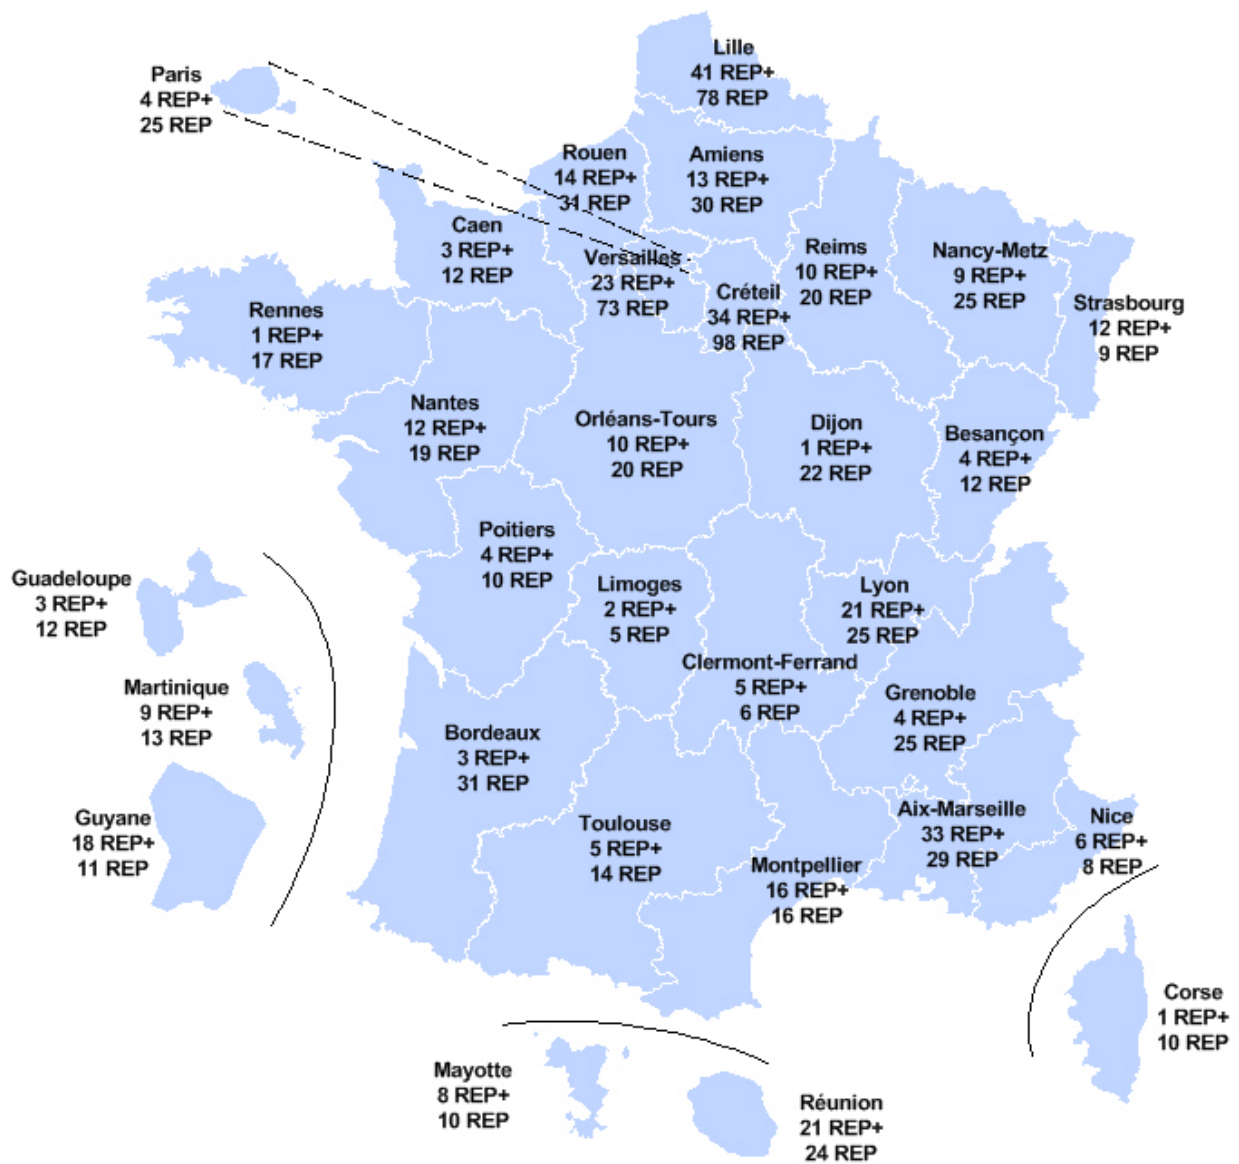 Lille
41 REP+
78 REP
Paris
4 REP+
25 REP
Rouen
14 REP+
31 REP
Amiens
13 REP+
30 REP
Caen
3 REP+
12 REP
Versailles
23 REP+
73 REP
Créteil
34 REP+
98 REP
Reims
10 REP+
20 REP
Nancy-Metz
9 REP+
25 REP
Strasbourg
12 REP+
9 REP
Rennes
1 REP+
17 REP
Nantes
12 REP+
19 REP
Orléans-Tours
10 REP+
20 REP
Dijon
1 REP+
22 REP
Besançon
4 REP+
12 REP
Poitiers
4 REP+
10 REP
Limoges
2 REP+
5 REP
Lyon
21 REP+
25 REP
Clermont-Ferrand
5 REP+
6 REP
Grenoble
4 REP+
25 REP
Guadeloupe
3 REP+
12 REP
Martinique
9 REP+
13 REP
Guyane
18 REP+
11 REP
Bordeaux
3 REP+
31 REP
Toulouse
5 REP+
14 REP
Montpellier
16 REP+
16 REP
Aix-Marseille
33 REP+
29 REP
Nice
6 REP+
8 REP
Corse
1 REP+
10 REP
Mayotte
8 REP+
10 REP
Réunion
21 REP+
24 REP